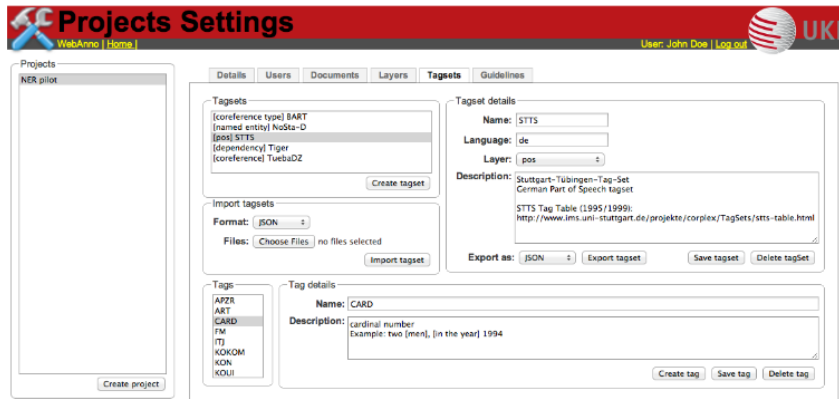 Projects Settings
WebAnno | Home |
User: John Doe | Log out
UK
Projects
NER pilot
Create project
Details Users Documents Layers Tagsets Guidelines
Tagsets
[coreference type] BART
[named entity] NoSta-D
[pos] STTS
[dependency] Tiger
[coreference] TuebaDZ
Create tagset
Import tagsets
Format: JSON
Files: Choose Files no files selected
Import tagset
Tagset details
Name: STTS
Language: de
Layer: pos
Description: Stuttgart-Tübingen-Tag-Set
German Part of Speech tagset
STTS Tag Table (1995/1999):
http://www.ims.uni-stuttgart.de/projekte/corplex/TagSets/stts-table.html
Export as: JSON Export tagset Save tagset Delete tagSet
Tags
APZR
ART
CARD
FM
ITJ
KOKOM
KON
KOUI
Tag details
Name: CARD
Description: cardinal number
Example: two [men], [in the year] 1994
Create tag Save tag Delete tag